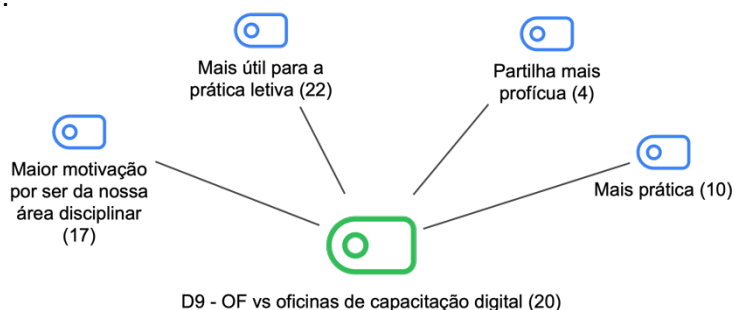 .
Mais útil para a
prática letiva (22)
Partilha mais
profícua (4)
Maior motivação
por ser da nossa
área disciplinar
(17)
Mais prática (10)
D9 - OF vs oficinas de capacitação digital (20)